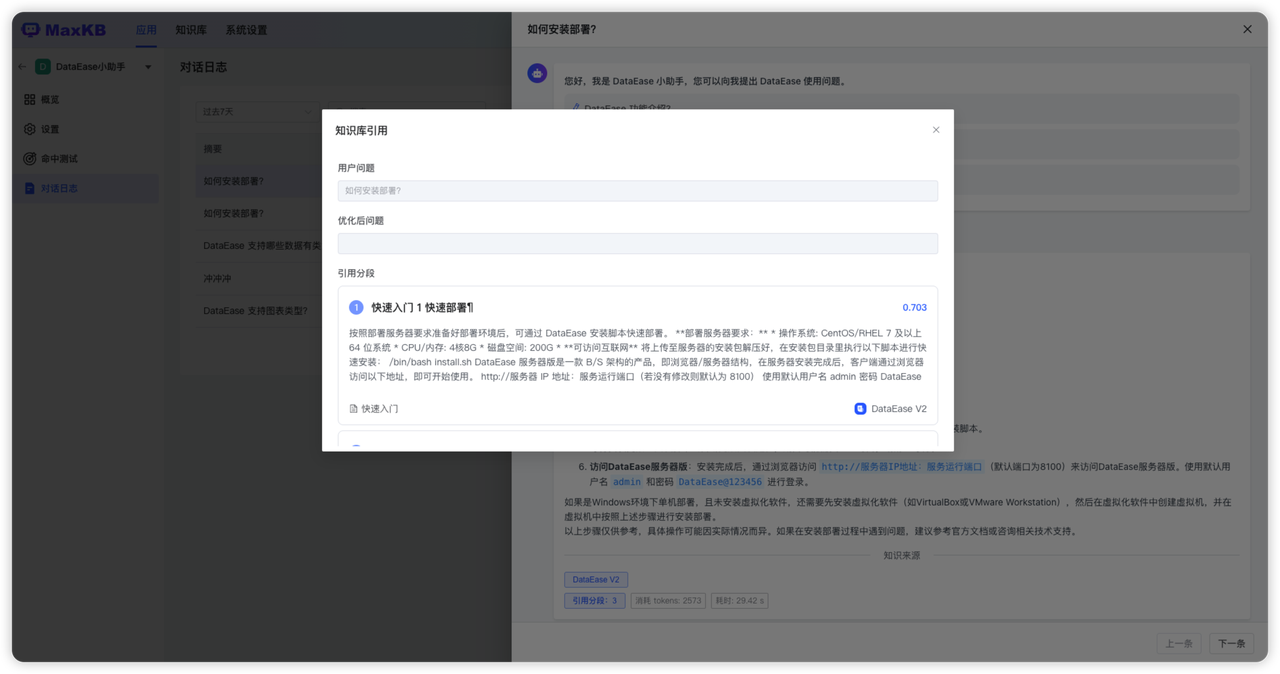 MaxKB
应用
知识库
系统设置
D
DataEase小助手
概览
设置
命中测试
对话日志
对话日志
过去7天
摘要
如何安装部署?
如何安装部署?
DataEase 支持哪些数据有类
冲冲冲
DataEase 支持图表类型?
如何安装部署?
您好，我是 DataEase 小助手，您可以向我提出 DataEase 使用问题。
DataEase 功能介绍?
知识库引用
用户问题
如何安装部署?
优化后问题
引用分段
1 快速入门 1 快速部署¶
0.703
按照部署服务器要求准备好部署环境后，可通过 DataEase 安装脚本快速部署。 **部署服务器要求：** * 操作系统: CentOS/RHEL 7 及以上
64 位系统 * CPU/内存: 4核8G * 磁盘空间: 200G * **可访问互联网** 将上传至服务器的安装包解压好，在安装包目录里执行以下脚本进行快
速安装： /bin/bash install.sh DataEase 服务器版是一款 B/S 架构的产品，即浏览器/服务器结构，在服务器安装完成后，客户端通过浏览器
访问以下地址，即可开始使用。 http://服务器 IP 地址：服务运行端口（若没有修改则默认为 8100） 使用默认用户名 admin 密码 DataEase
快速入门
DataEase V2
装脚本。
6. 访问DataEase服务器版：安装完成后，通过浏览器访问 http://服务器IP地址：服务运行端口 （默认端口为8100）来访问DataEase服务器版。使用默认用
户名 admin 和密码 DataEase@123456 进行登录。
如果是Windows环境下单机部署，且未安装虚拟化软件，还需要先安装虚拟化软件（如VirtualBox或VMware Workstation），然后在虚拟化软件中创建虚拟机，并在
虚拟机中按照上述步骤进行安装部署。
以上步骤仅供参考，具体操作可能因实际情况而异。如果在安装部署过程中遇到问题，建议参考官方文档或咨询相关技术支持。
知识来源
DataEase V2
引用分段：3
消耗 tokens: 2573
耗时: 29.42 s
上一条
下一条